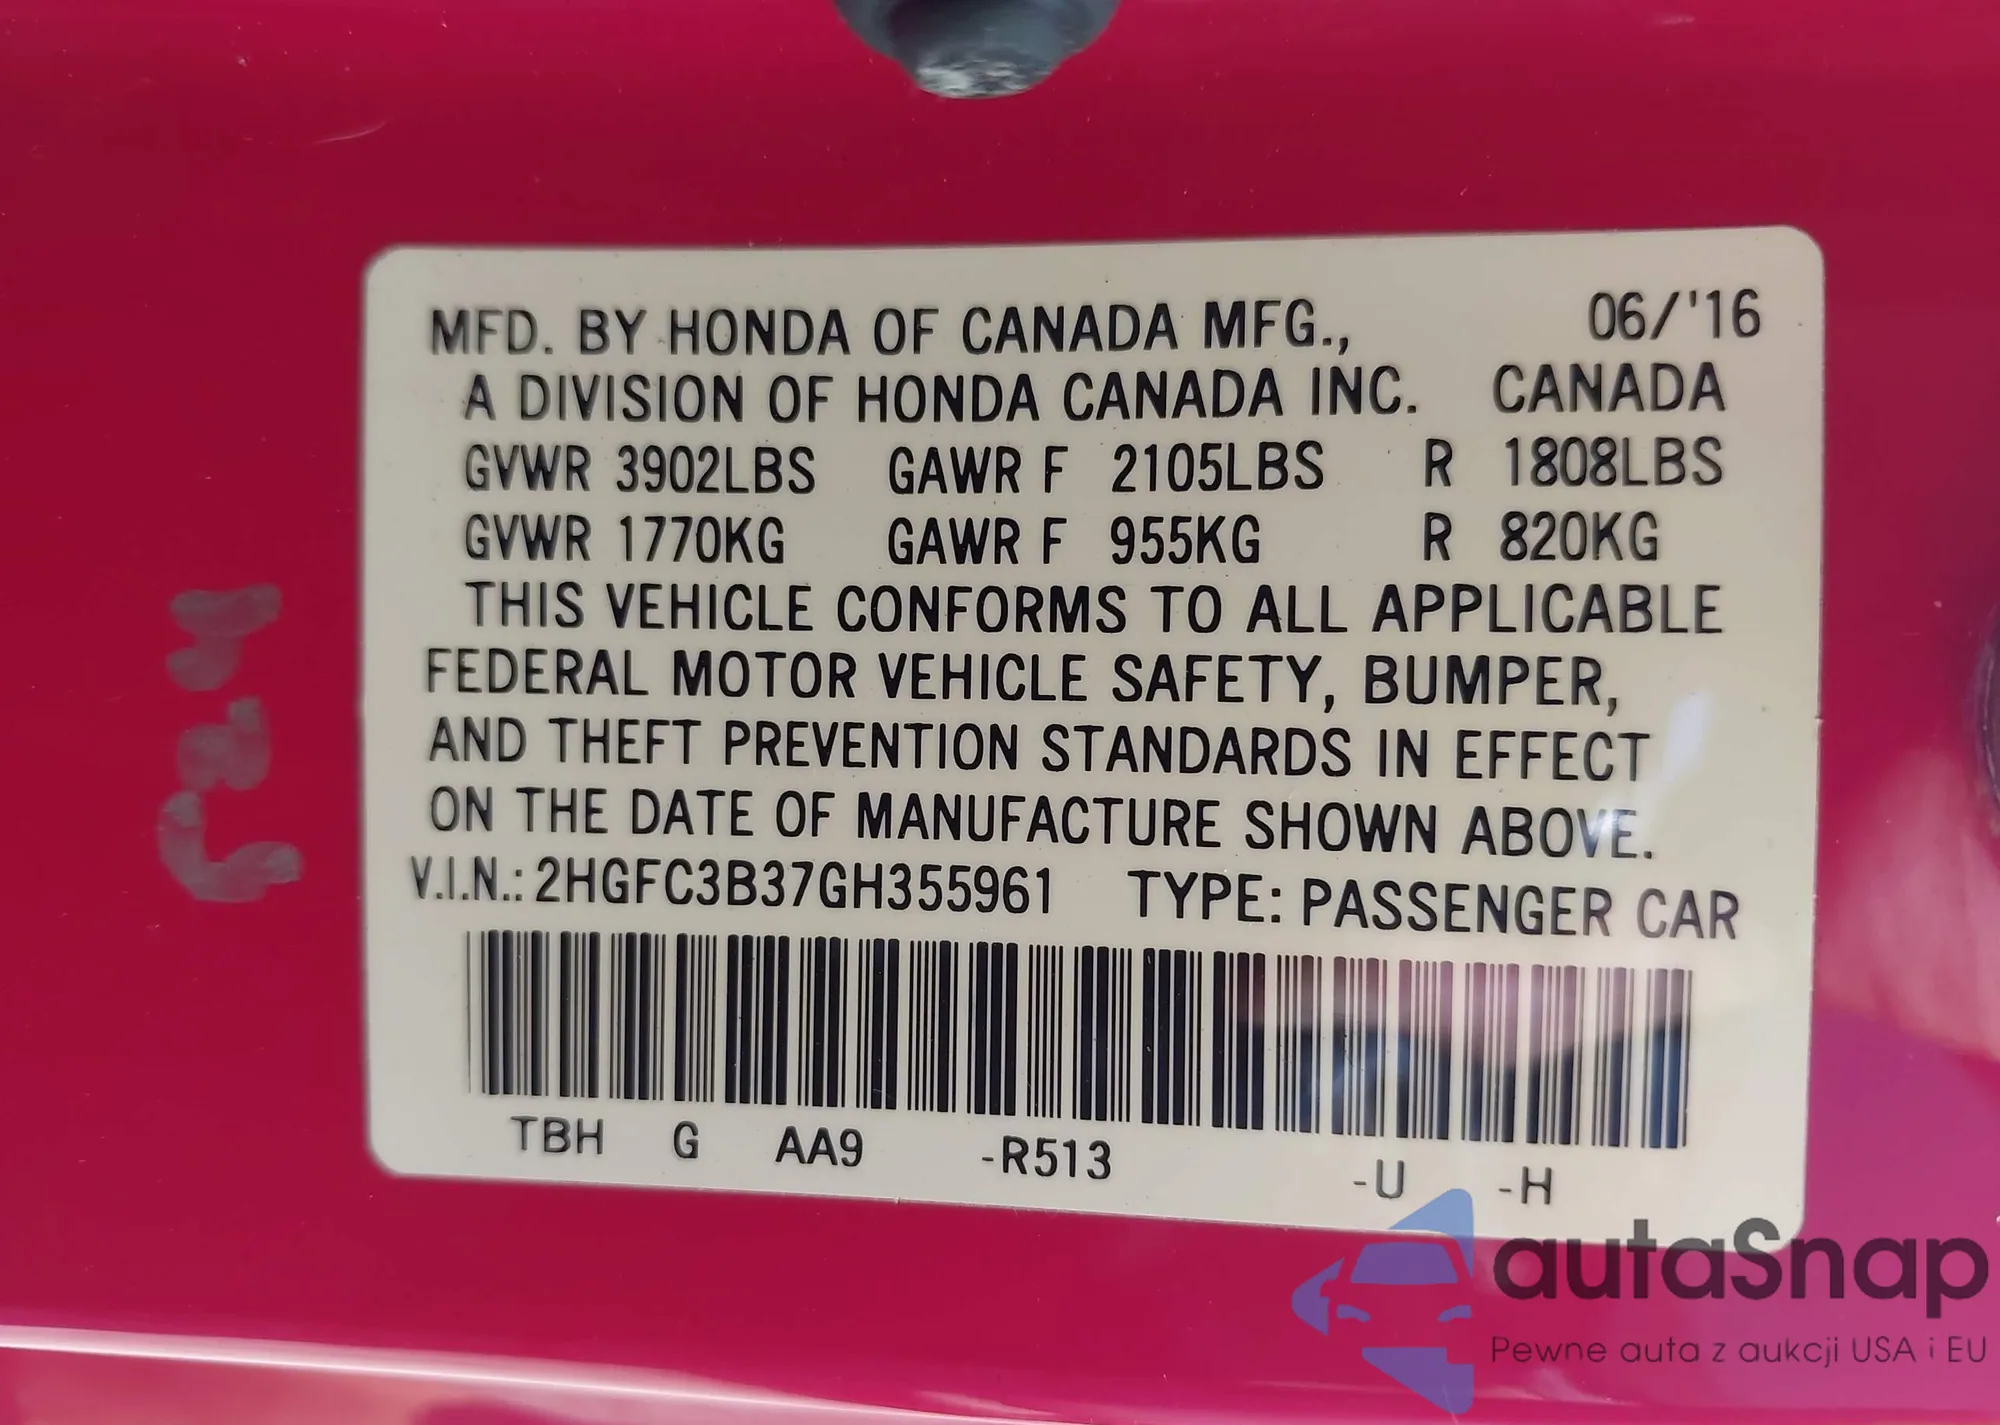 MFD. BY HONDA OF CANADA MFG., 06/'16
A DIVISION OF HONDA CANADA INC. CANADA
GVWR 3902LBS GAWR F 2105LBS R 1808LBS
GVWR 1770KG GAWR F 955KG R 820KG
THIS VEHICLE CONFORMS TO ALL APPLICABLE
FEDERAL MOTOR VEHICLE SAFETY, BUMPER,
AND THEFT PREVENTION STANDARDS IN EFFECT
ON THE DATE OF MANUFACTURE SHOWN ABOVE.
V.I.N.: 2HGFC3B37GH355961 TYPE: PASSENGER CAR
TBH G AA9 -R513 -U -H
autaSnap
Pewne auta z aukcji USA i EU